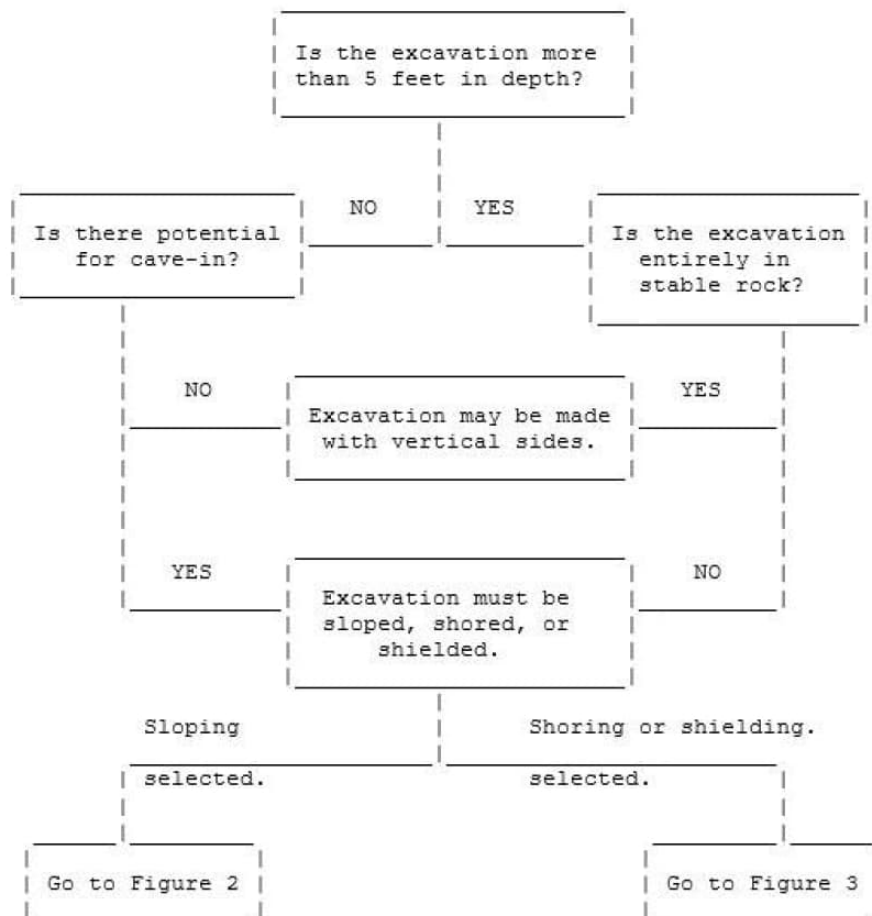 Is the excavation more
than 5 feet in depth?
NO
YES
Is there potential
for cave-in?
Is the excavation
entirely in
stable rock?
NO
YES
Excavation may be made
with vertical sides.
YES
NO
Excavation must be
sloped, shored, or
shielded.
Sloping
selected.
Shoring or shielding.
selected.
Go to Figure 2
Go to Figure 3